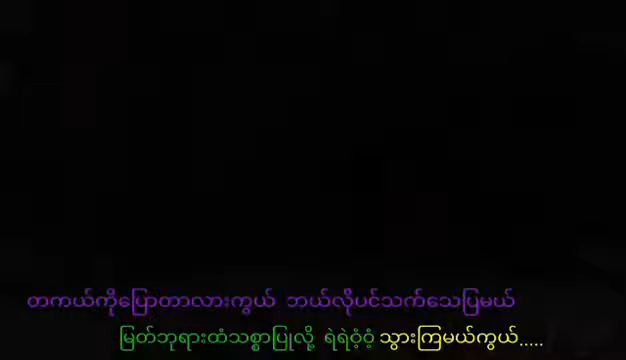 တကယ်ကိုပြောတာလားကွယ် ဘယ်လိုပင်သက်သေပြမယ်
မြတ်ဘုရားထံသစ္စာပြုလို့ ရဲရဲဝံ့ဝံ့ သွားကြမယ်ကွယ်.....